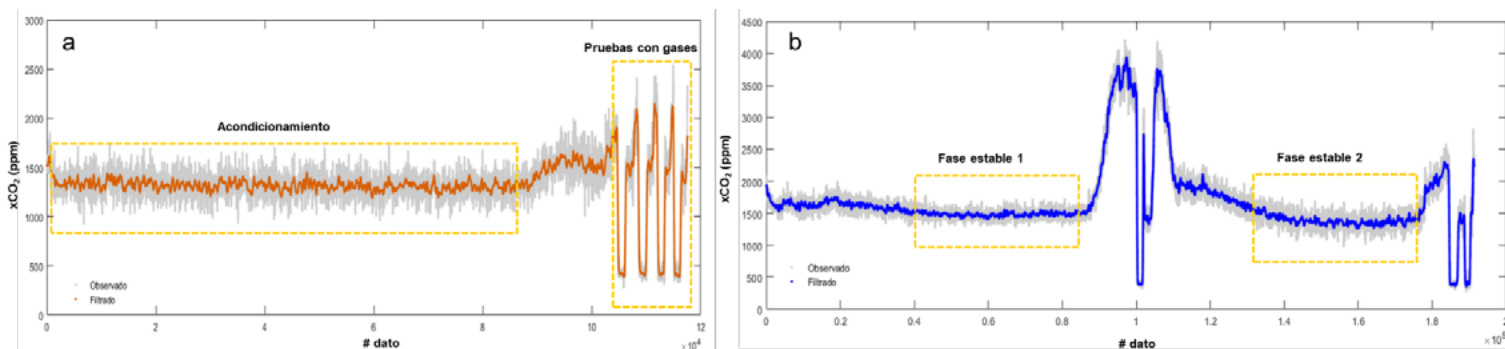 a
3000
2500
2000
1500
1000
500
0
xCO₂ (ppm)
Acondicionamiento
Pruebas con gases
Observado
Filtrado
0 2 4 6 8 10 12
# dato
×10⁴
b
4500
4000
3500
3000
2500
2000
1500
1000
500
0
xCO₂ (ppm)
Fase estable 1
Fase estable 2
Observado
Filtrado
0 0.2 0.4 0.6 0.8 1 1.2 1.4 1.6 1.8
# dato